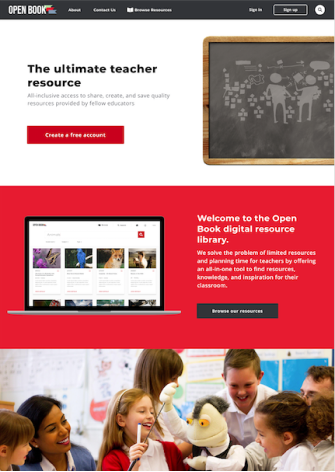 OPEN BOOK
About
Contact Us
Browse Resources
Sign in
Sign up
The ultimate teacher
resource
All-inclusive access to share, create, and save quality
resources provided by fellow educators
Create a free account
Welcome to the Open
Book digital resource
library.
We solve the problem of limited resources
and planning time for teachers by offering
an all-in-one tool to find resources,
knowledge, and inspiration for their
classroom.
Browse our resources